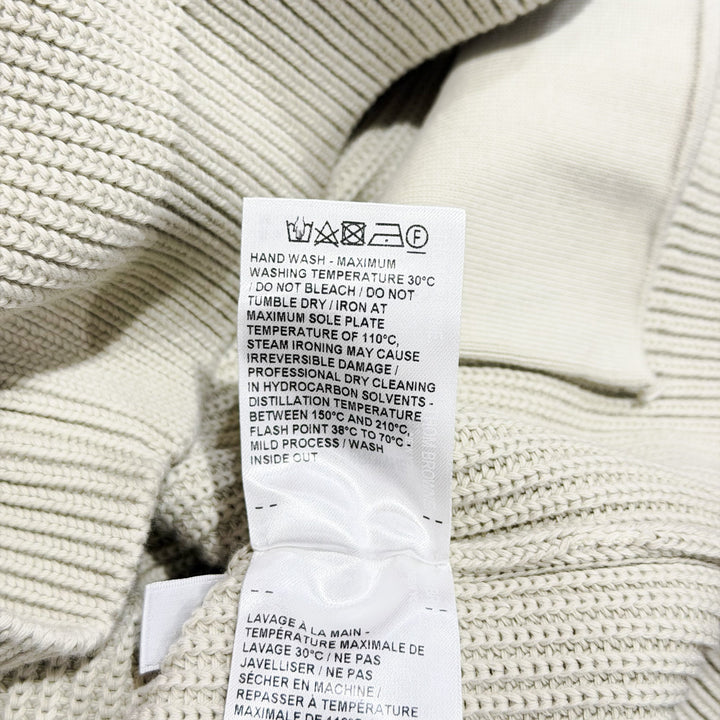 F
HAND WASH - MAXIMUM
WASHING TEMPERATURE 30°C
/ DO NOT BLEACH / DO NOT
TUMBLE DRY / IRON AT
MAXIMUM SOLE PLATE
TEMPERATURE OF 110°C,
STEAM IRONING MAY CAUSE
IRREVERSIBLE DAMAGE /
PROFESSIONAL DRY CLEANING
IN HYDROCARBON SOLVENTS -
DISTILLATION TEMPERATURE
BETWEEN 150°C AND 210°C,
FLASH POINT 38°C TO 70°C -
MILD PROCESS / WASH
INSIDE OUT
LAVAGE À LA MAIN -
TEMPÉRATURE MAXIMALE DE
LAVAGE 30°C / NE PAS
JAVELLISER / NE PAS
SÉCHER EN MACHINE /
REPASSER À TEMPÉRATURE
MAXIMALE DE 110°C